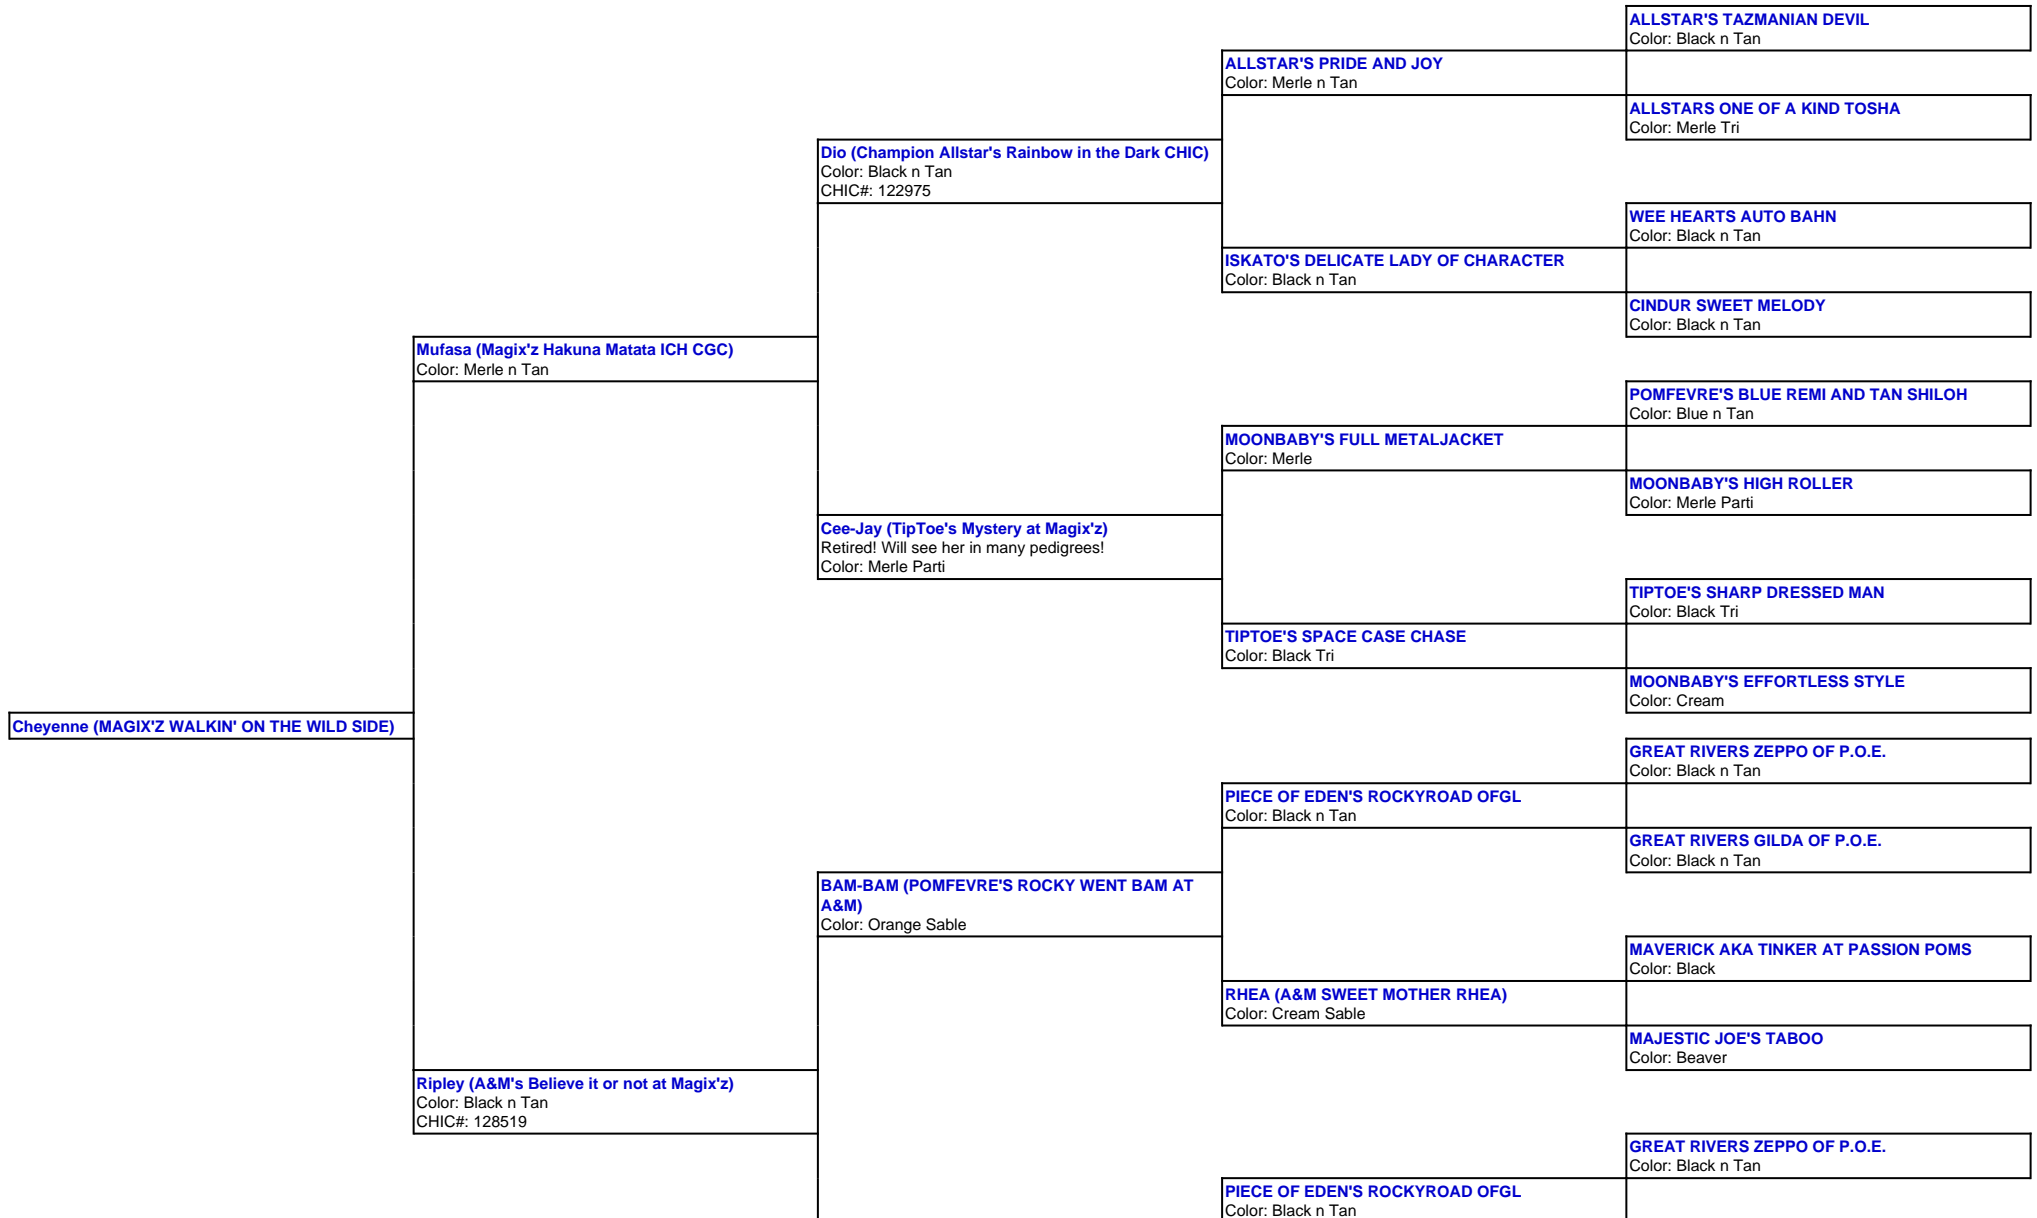 ALLSTAR'S TAZMANIAN DEVIL
Color: Black n Tan
ALLSTAR'S PRIDE AND JOY
Color: Merle n Tan
ALLSTARS ONE OF A KIND TOSHA
Color: Merle Tri
Dio (Champion Allstar's Rainbow in the Dark CHIC)
Color: Black n Tan
CHIC#: 122975
WEE HEARTS AUTO BAHN
Color: Black n Tan
ISKATO'S DELICATE LADY OF CHARACTER
Color: Black n Tan
CINDUR SWEET MELODY
Color: Black n Tan
Mufasa (Magix'z Hakuna Matata ICH CGC)
Color: Merle n Tan
POMFEVRE'S BLUE REMI AND TAN SHILOH
Color: Blue n Tan
MOONBABY'S FULL METALJACKET
Color: Merle
MOONBABY'S HIGH ROLLER
Color: Merle Parti
Cee-Jay (TipToe's Mystery at Magix'z)
Retired! Will see her in many pedigrees!
Color: Merle Parti
TIPTOE'S SHARP DRESSED MAN
Color: Black Tri
TIPTOE'S SPACE CASE CHASE
Color: Black Tri
MOONBABY'S EFFORTLESS STYLE
Color: Cream
Cheyenne (MAGIX'Z WALKIN' ON THE WILD SIDE)
GREAT RIVERS ZEPPO OF P.O.E.
Color: Black n Tan
PIECE OF EDEN'S ROCKYROAD OFGL
Color: Black n Tan
GREAT RIVERS GILDA OF P.O.E.
Color: Black n Tan
BAM-BAM (POMFEVRE'S ROCKY WENT BAM AT
A&M)
Color: Orange Sable
MAVERICK AKA TINKER AT PASSION POMS
Color: Black
RHEA (A&M SWEET MOTHER RHEA)
Color: Cream Sable
MAJESTIC JOE'S TABOO
Color: Beaver
Ripley (A&M's Believe it or not at Magix'z)
Color: Black n Tan
CHIC#: 128519
GREAT RIVERS ZEPPO OF P.O.E.
Color: Black n Tan
PIECE OF EDEN'S ROCKYROAD OFGL
Color: Black n Tan